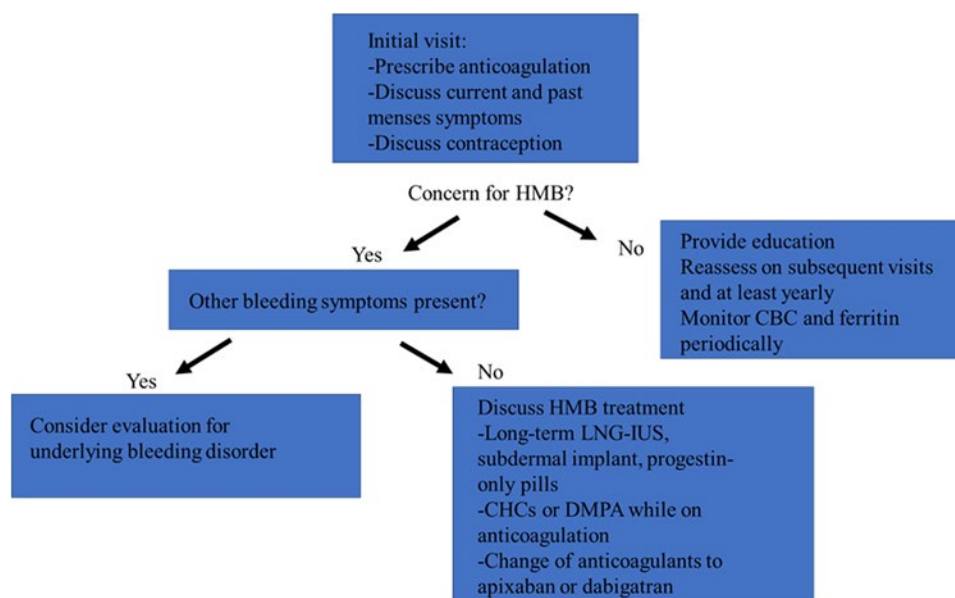 Initial visit:
-Prescribe anticoagulation
-Discuss current and past
menses symptoms
-Discuss contraception
Concern for HMB?
Yes
No
Other bleeding symptoms present?
Provide education
Reassess on subsequent visits
and at least yearly
Monitor CBC and ferritin
periodically
Yes
No
Consider evaluation for
underlying bleeding disorder
Discuss HMB treatment
-Long-term LNG-IUS,
subdermal implant, progestin-
only pills
-CHCs or DMPA while on
anticoagulation
-Change of anticoagulants to
apixaban or dabigatran